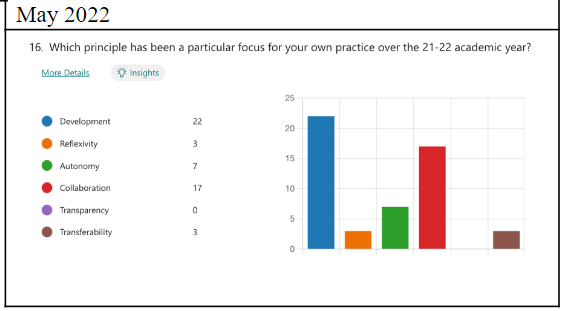 May 2022
16. Which principle has been a particular focus for your own practice over the 21-22 academic year?
More Details Insights
Development 22
Reflexivity 3
Autonomy 7
Collaboration 17
Transparency 0
Transferability 3
25
20
15
10
5
0